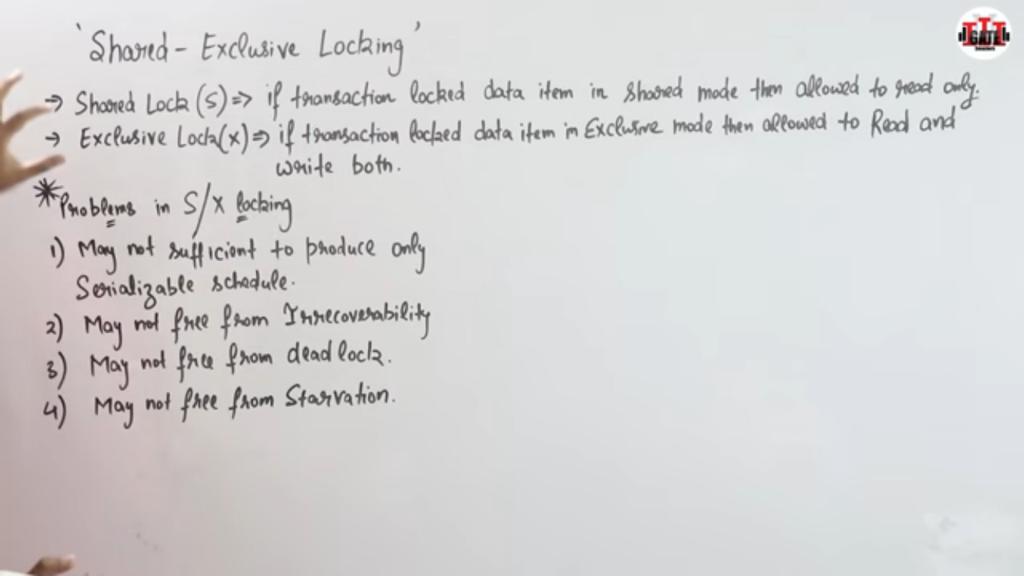 'Shared - Exclusive Locking'
→ Shared Lock (S) => if transaction locked data item in shared mode then allowed to read only.
→ Exclusive Lock(X) => if transaction locked data item in Exclusive mode then allowed to Read and
write both.
* Problems in S/X locking
1) May not sufficient to produce only
Serializable schedule.
2) May not free from Irrecoverability
3) May not free from deadlock.
4) May not free from Starvation.
GATE